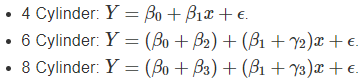 • 4 Cylinder: Y = β₀ + β₁x + ϵ.
• 6 Cylinder: Y = (β₀ + β₂) + (β₁ + γ₂)x + ϵ.
• 8 Cylinder: Y = (β₀ + β₃) + (β₁ + γ₃)x + ϵ.